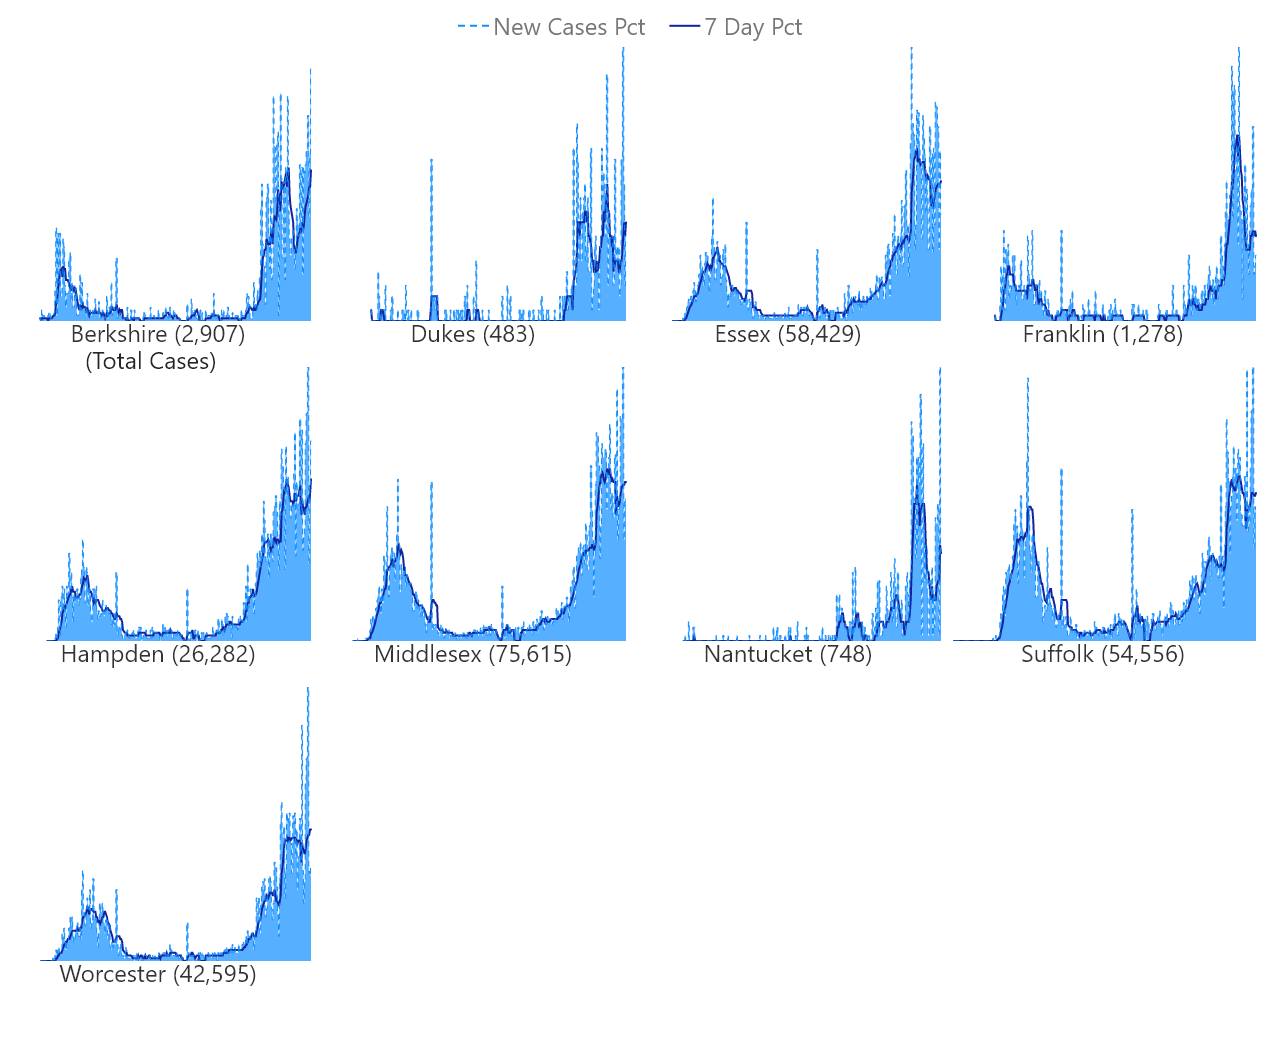 New Cases Pct 7 Day Pct
Berkshire (2,907) Dukes (483) Essex (58,429) Franklin (1,278)
(Total Cases)
Hampden (26,282) Middlesex (75,615) Nantucket (748) Suffolk (54,556)
Worcester (42,595)